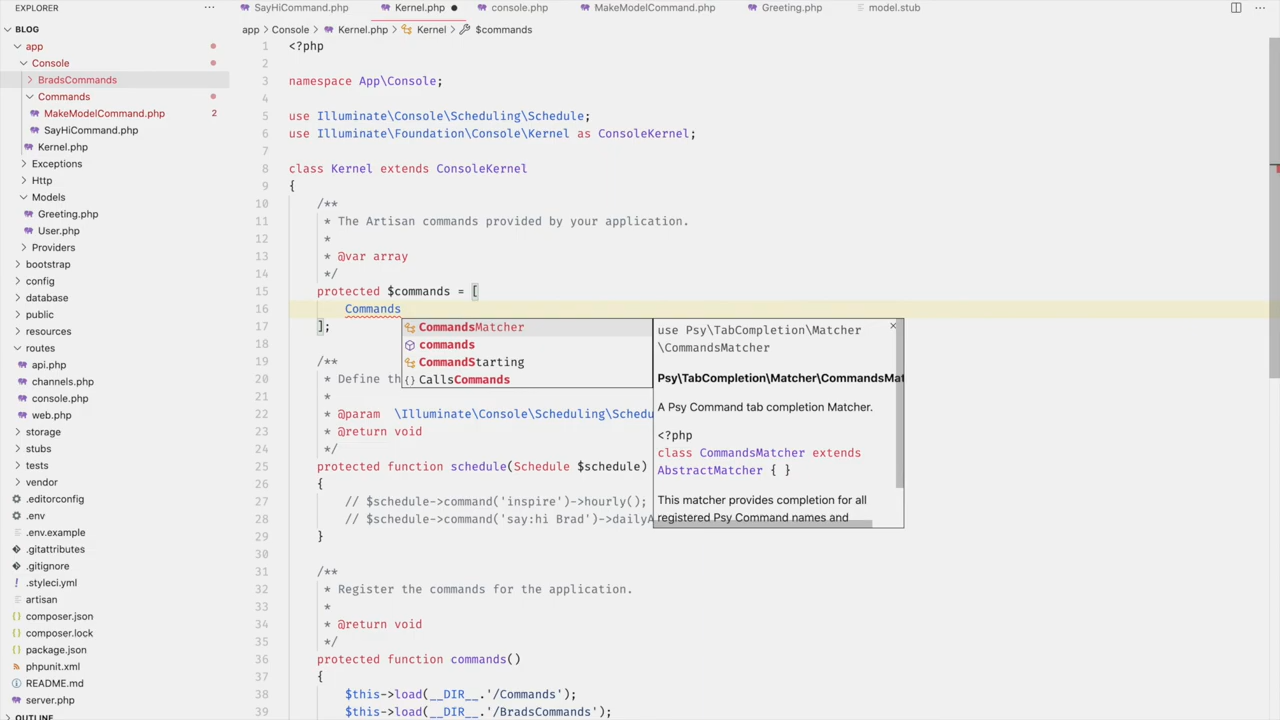 EXPLORER
···
SayHiCommand.php
Kernel.php
console.php
MakeModelCommand.php
Greeting.php
model.stub
···
BLOG
app
Console
BradsCommands
Commands
MakeModelCommand.php
2
SayHiCommand.php
Kernel.php
Exceptions
Http
Models
Greeting.php
User.php
Providers
bootstrap
config
database
public
resources
routes
api.php
channels.php
console.php
web.php
storage
stubs
tests
vendor
.editorconfig
.env
.env.example
.gitattributes
.gitignore
.styleci.yml
artisan
composer.json
composer.lock
package.json
phpunit.xml
README.md
server.php
OUTLINE
app > Console > Kernel.php > Kernel > $commands
1 <?php
2
3 namespace App\Console;
4
5 use Illuminate\Console\Scheduling\Schedule;
6 use Illuminate\Foundation\Console\Kernel as ConsoleKernel;
7
8 class Kernel extends ConsoleKernel
9 {
10 /**
11 * The Artisan commands provided by your application.
12 *
13 * @var array
14 */
15 protected $commands = [
16 Commands
17 ];
18
19 /**
20 * Define th
21 *
22 * @param \Illuminate\Console\Scheduling\Schedu
23 * @return void
24 */
25 protected function schedule(Schedule $schedule)
26 {
27 // $schedule->command('inspire')->hourly();
28 // $schedule->command('say:hi Brad')->dailyA
29 }
30
31 /**
32 * Register the commands for the application.
33 *
34 * @return void
35 */
36 protected function commands()
37 {
38 $this->load(__DIR__.'/Commands');
39 $this->load(__DIR__.'/BradsCommands');
CommandsMatcher
commands
CommandStarting
CallsCommands
use Psy\TabCompletion\Matcher
\CommandsMatcher
Psy\TabCompletion\Matcher\CommandsMat
A Psy Command tab completion Matcher.
<?php
class CommandsMatcher extends
AbstractMatcher { }
This matcher provides completion for all
registered Psy Command names and